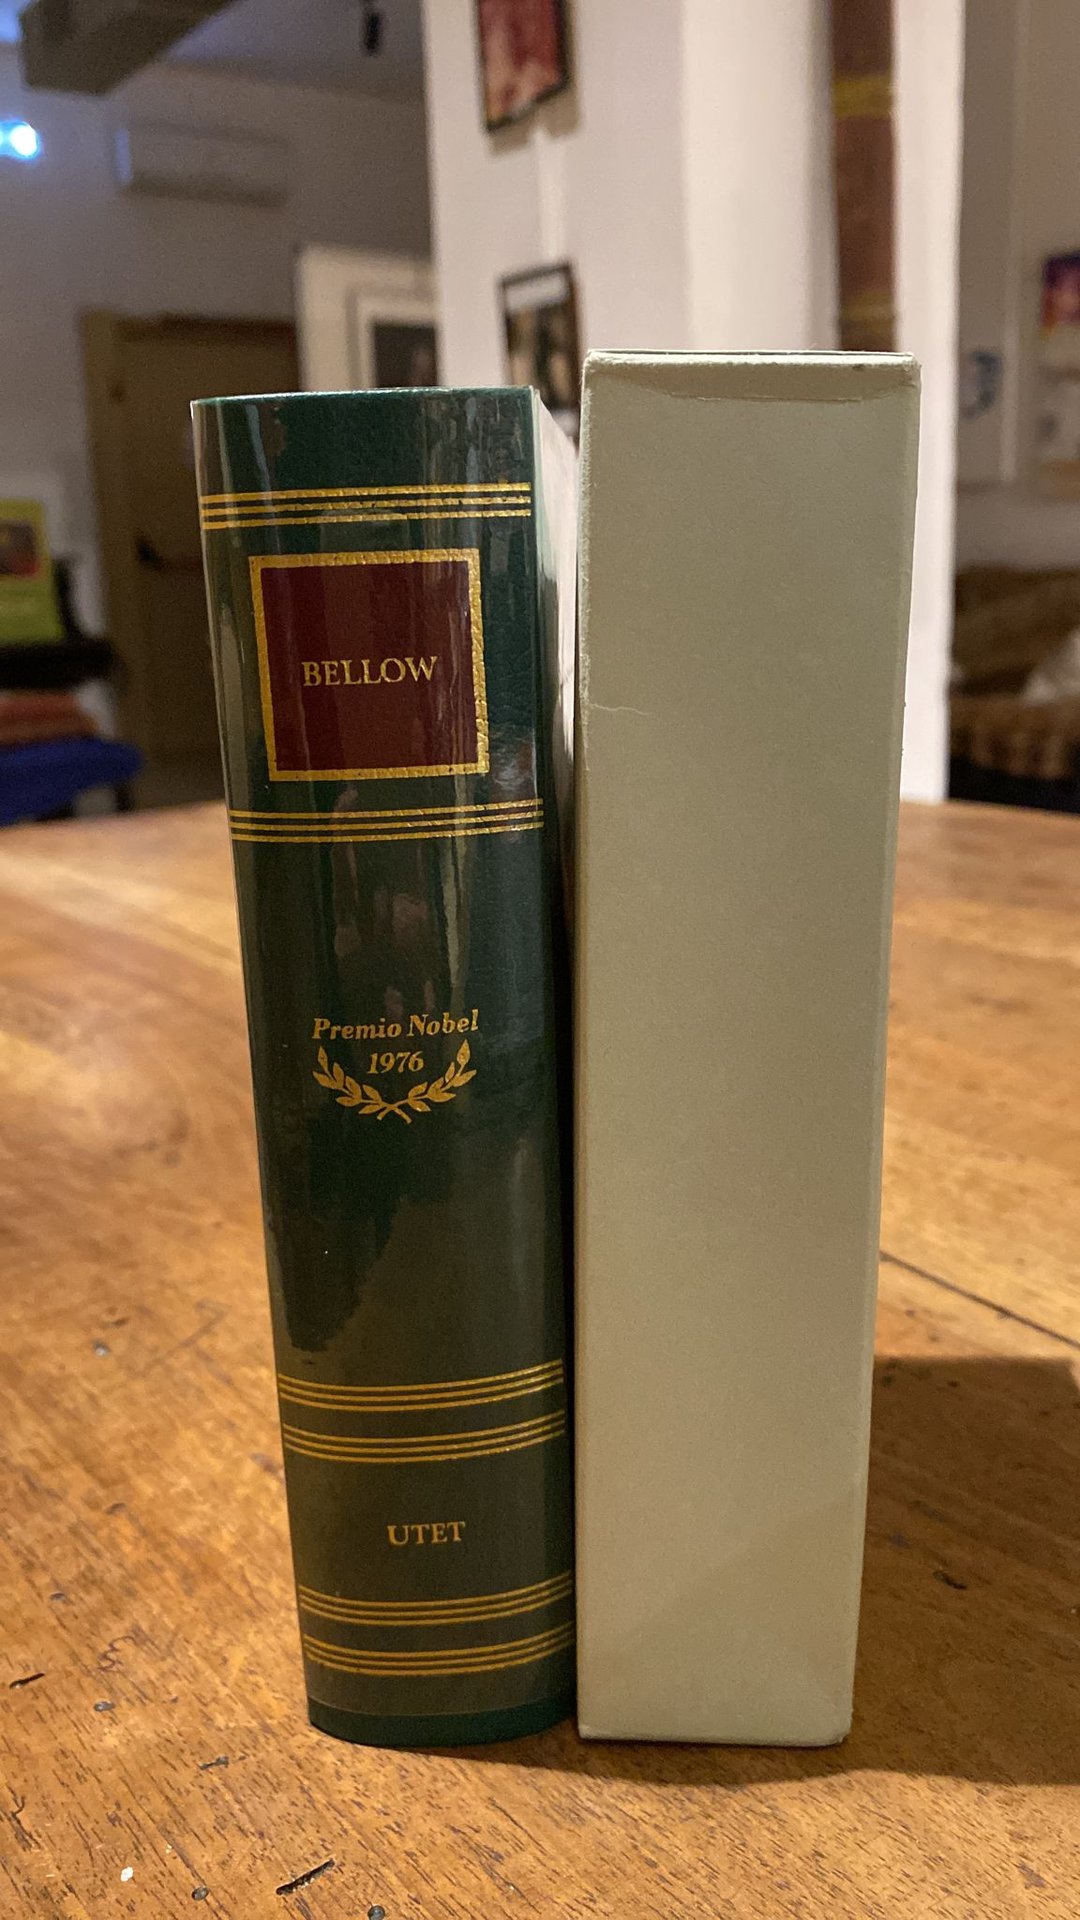 BELLOW
Premio Nobel
1976
UTET